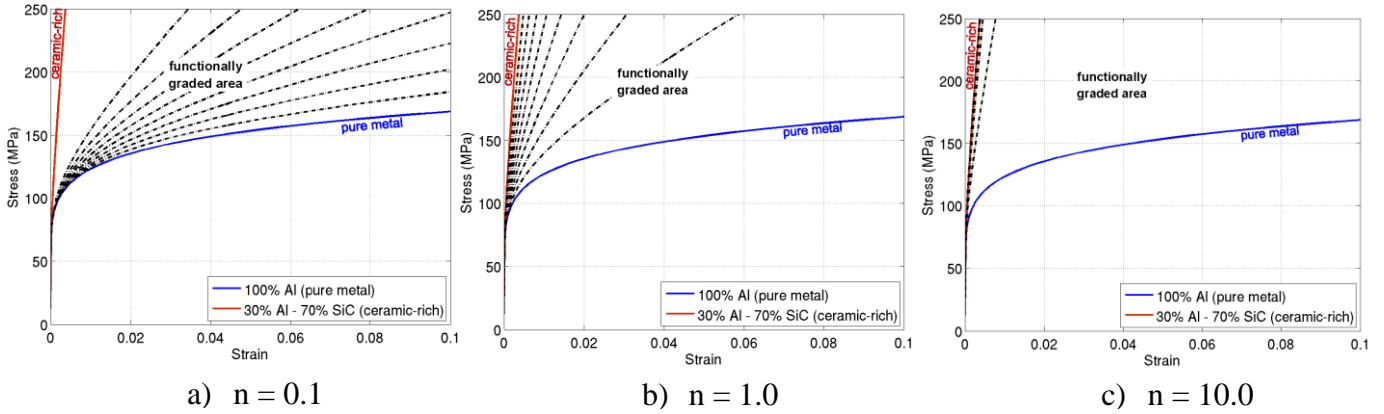 250
200
150
100
50
0
Stress (MPa)
ceramic-rich
functionally
graded area
pure metal
100% Al (pure metal)
30% Al - 70% SiC (ceramic-rich)
0
0.02
0.04
0.06
0.08
0.1
Strain
a) n = 0.1
250
200
150
100
50
0
Stress (MPa)
ceramic-rich
functionally
graded area
pure metal
100% Al (pure metal)
30% Al - 70% SiC (ceramic-rich)
0
0.02
0.04
0.06
0.08
0.1
Strain
b) n = 1.0
250
200
150
100
50
0
Stress (MPa)
ceramic-rich
functionally
graded area
pure metal
100% Al (pure metal)
30% Al - 70% SiC (ceramic-rich)
0
0.02
0.04
0.06
0.08
0.1
Strain
c) n = 10.0